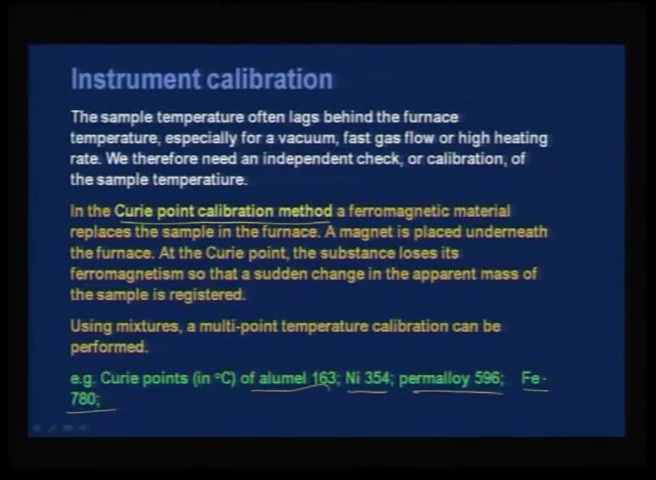 Instrument calibration
The sample temperature often lags behind the furnace
temperature, especially for a vacuum, fast gas flow or high heating
rate. We therefore need an independent check, or calibration, of
the sample temperatiure.
In the Curie point calibration method a ferromagnetic material
replaces the sample in the furnace. A magnet is placed underneath
the furnace. At the Curie point, the substance loses its
ferromagnetism so that a sudden change in the apparent mass of
the sample is registered.
Using mixtures, a multi-point temperature calibration can be
performed.
e.g. Curie points (in ºC) of alumel 163; Ni 354; permalloy 596; Fe-
780;